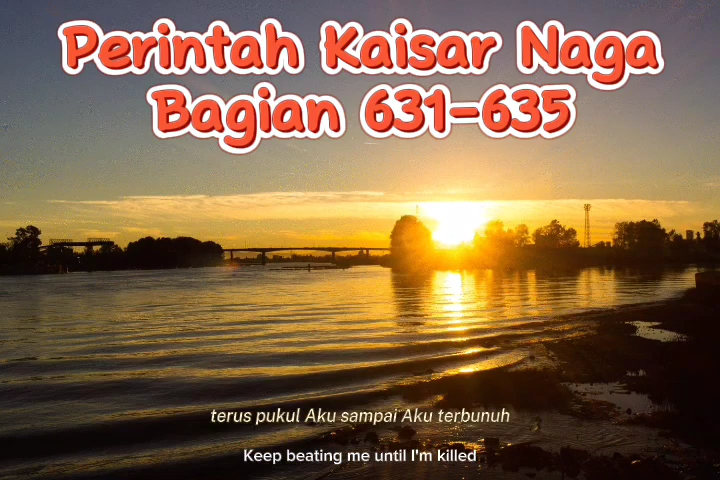 Perintah Kaisar Naga
Bagian 631-635
terus pukul Aku sampai Aku terbunuh
Keep beating me until I'm killed